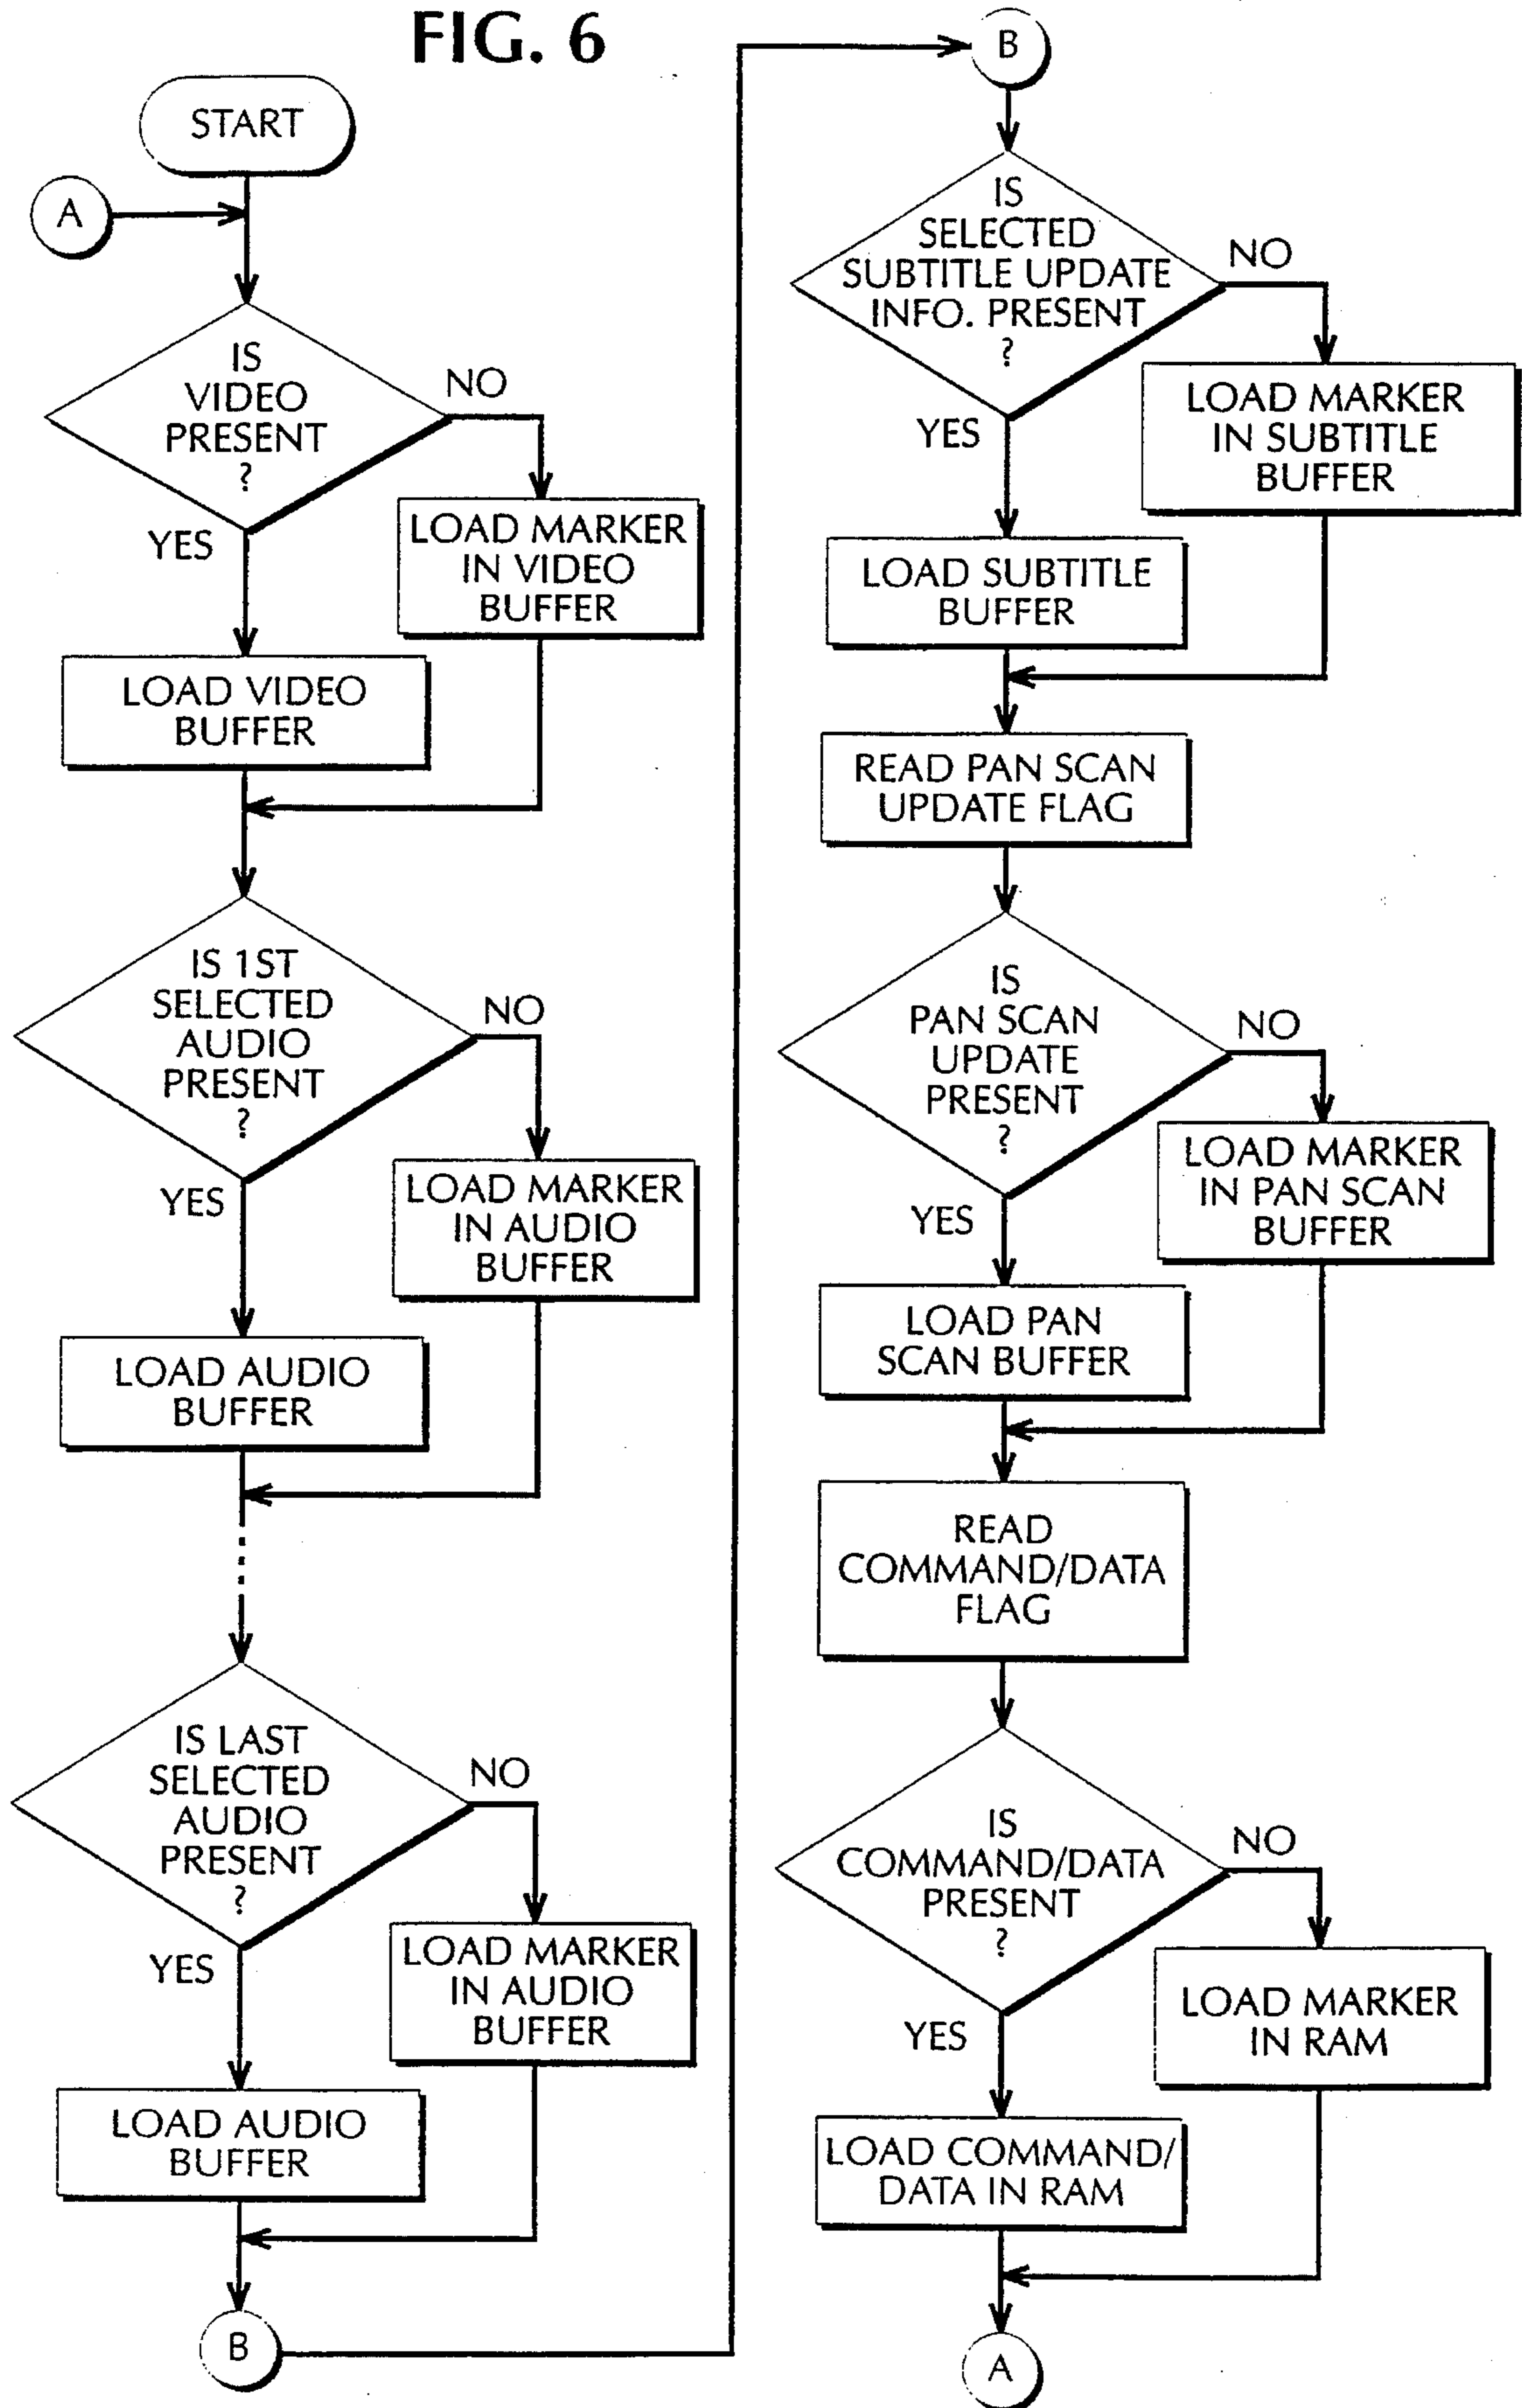 FIG. 6
START
A
IS
VIDEO
PRESENT
?
NO
YES
LOAD MARKER
IN VIDEO
BUFFER
LOAD VIDEO
BUFFER
IS 1ST
SELECTED
AUDIO
PRESENT
?
NO
YES
LOAD MARKER
IN AUDIO
BUFFER
LOAD AUDIO
BUFFER
IS LAST
SELECTED
AUDIO
PRESENT
?
NO
YES
LOAD MARKER
IN AUDIO
BUFFER
LOAD AUDIO
BUFFER
B
B
IS
SELECTED
SUBTITLE UPDATE
INFO. PRESENT
?
NO
YES
LOAD MARKER
IN SUBTITLE
BUFFER
LOAD SUBTITLE
BUFFER
READ PAN SCAN
UPDATE FLAG
IS
PAN SCAN
UPDATE
PRESENT
?
NO
YES
LOAD MARKER
IN PAN SCAN
BUFFER
LOAD PAN
SCAN BUFFER
READ
COMMAND/DATA
FLAG
IS
COMMAND/DATA
PRESENT
?
NO
YES
LOAD MARKER
IN RAM
LOAD COMMAND/
DATA IN RAM
A